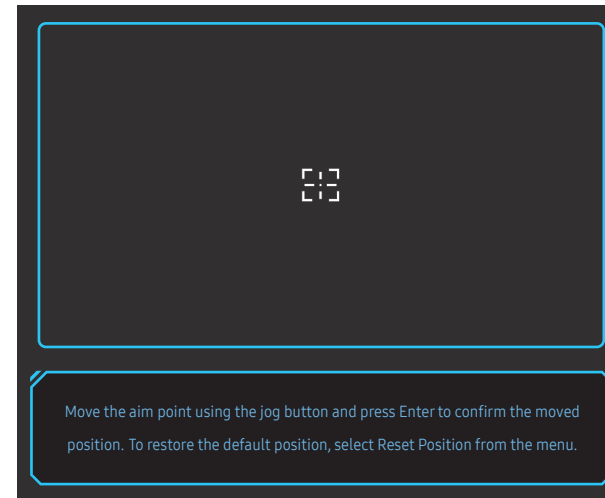 Move the aim point using the jog button and press Enter to confirm the moved
position. To restore the default position, select Reset Position from the menu.